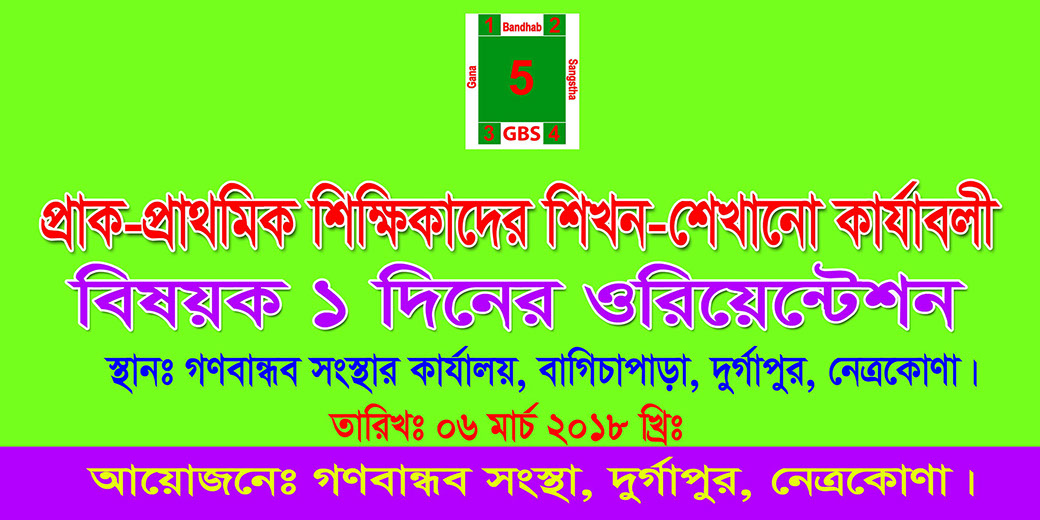 1 Bandhab 2
Gana
5
Sangstha
3 GBS 4
প্রাক-প্রাথমিক শিক্ষিকাদের শিখন-শেখানো কার্যাবলী
বিষয়ক ১ দিনের ওরিয়েন্টেশন
স্থানঃ গণবান্ধব সংস্থার কার্যালয়, বাগিচাপাড়া, দুর্গাপুর, নেত্রকোণা।
তারিখঃ ০৬ মার্চ ২০১৮ খ্রিঃ
আয়োজনেঃ গণবান্ধব সংস্থা, দুর্গাপুর, নেত্রকোণা।